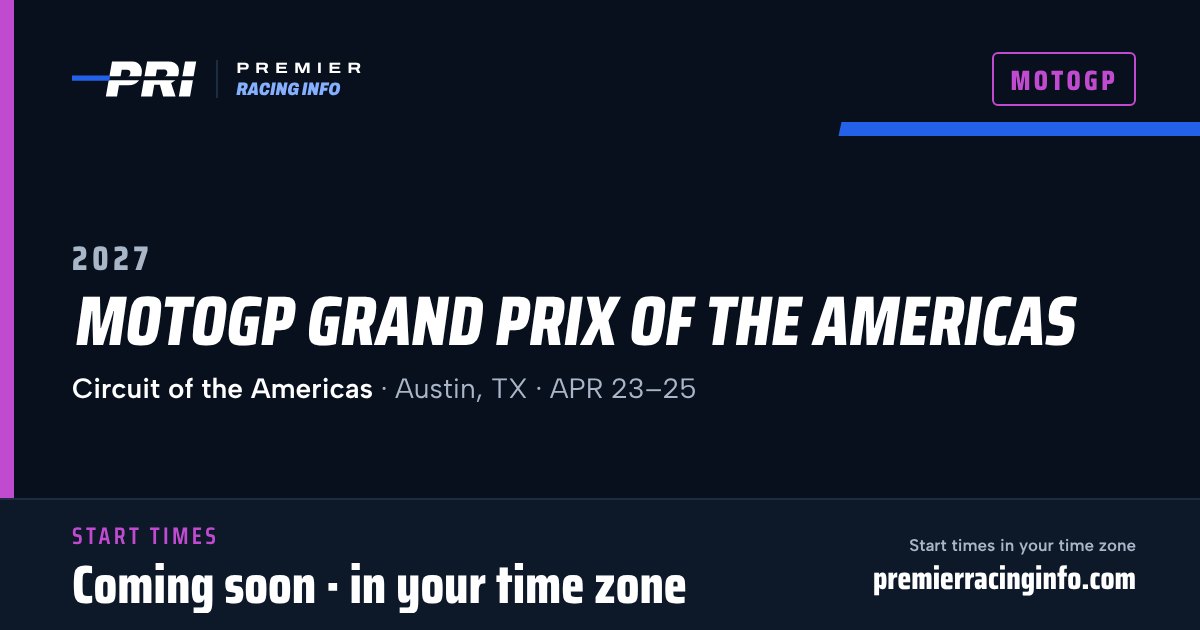 PRI
PREMIER
RACING INFO
MOTOGP
2027
MOTOGP GRAND PRIX OF THE AMERICAS
Circuit of the Americas · Austin, TX · APR 23–25
START TIMES
Coming soon · in your time zone
Start times in your time zone
premierracinginfo.com